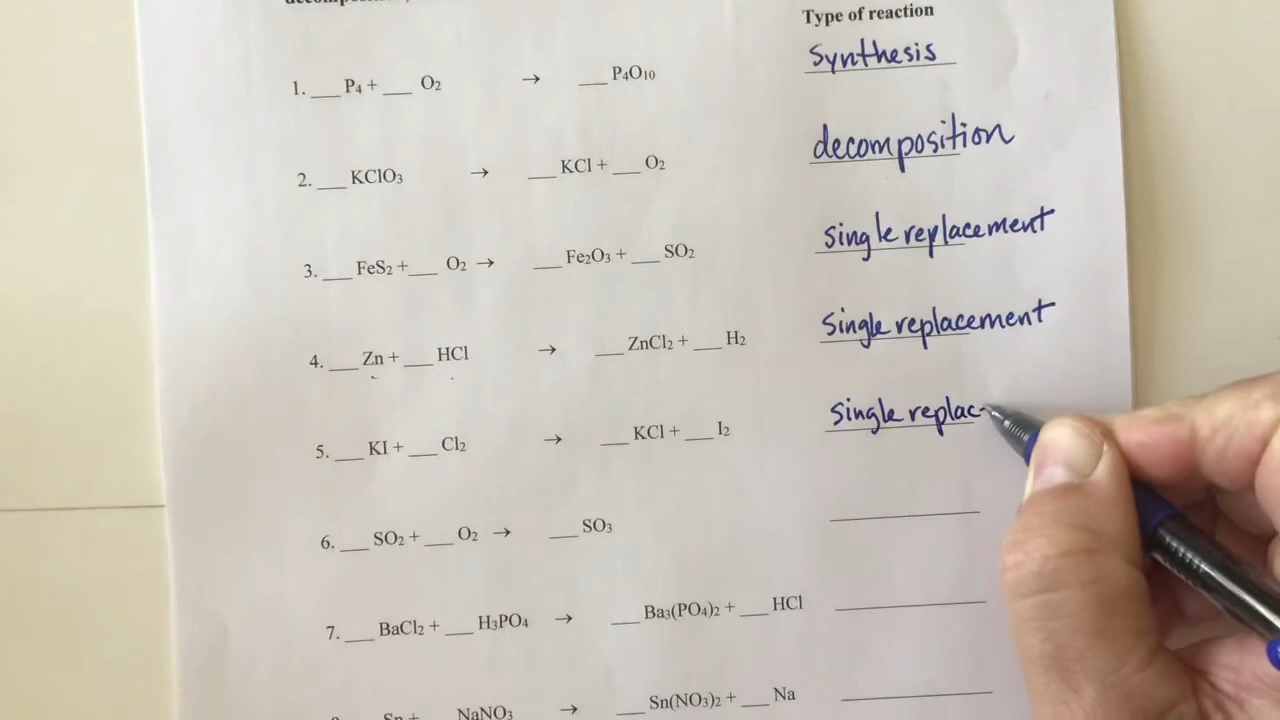 Type of reaction
1. ___ P₄ + ___ O₂ → ___ P₄O₁₀ synthesis
2. ___ KClO₃ → ___ KCl + ___ O₂ decomposition
3. ___ FeS₂ + ___ O₂ → ___ Fe₂O₃ + ___ SO₂ single replacement
4. ___ Zn + ___ HCl → ___ ZnCl₂ + ___ H₂ single replacement
5. ___ KI + ___ Cl₂ → ___ KCl + ___ I₂ single replac
6. ___ SO₂ + ___ O₂ → ___ SO₃
7. ___ BaCl₂ + ___ H₃PO₄ → ___ Ba₃(PO₄)₂ + ___ HCl
Sn + NaNO₃ → ___ Sn(NO₃)₂ + ___ Na